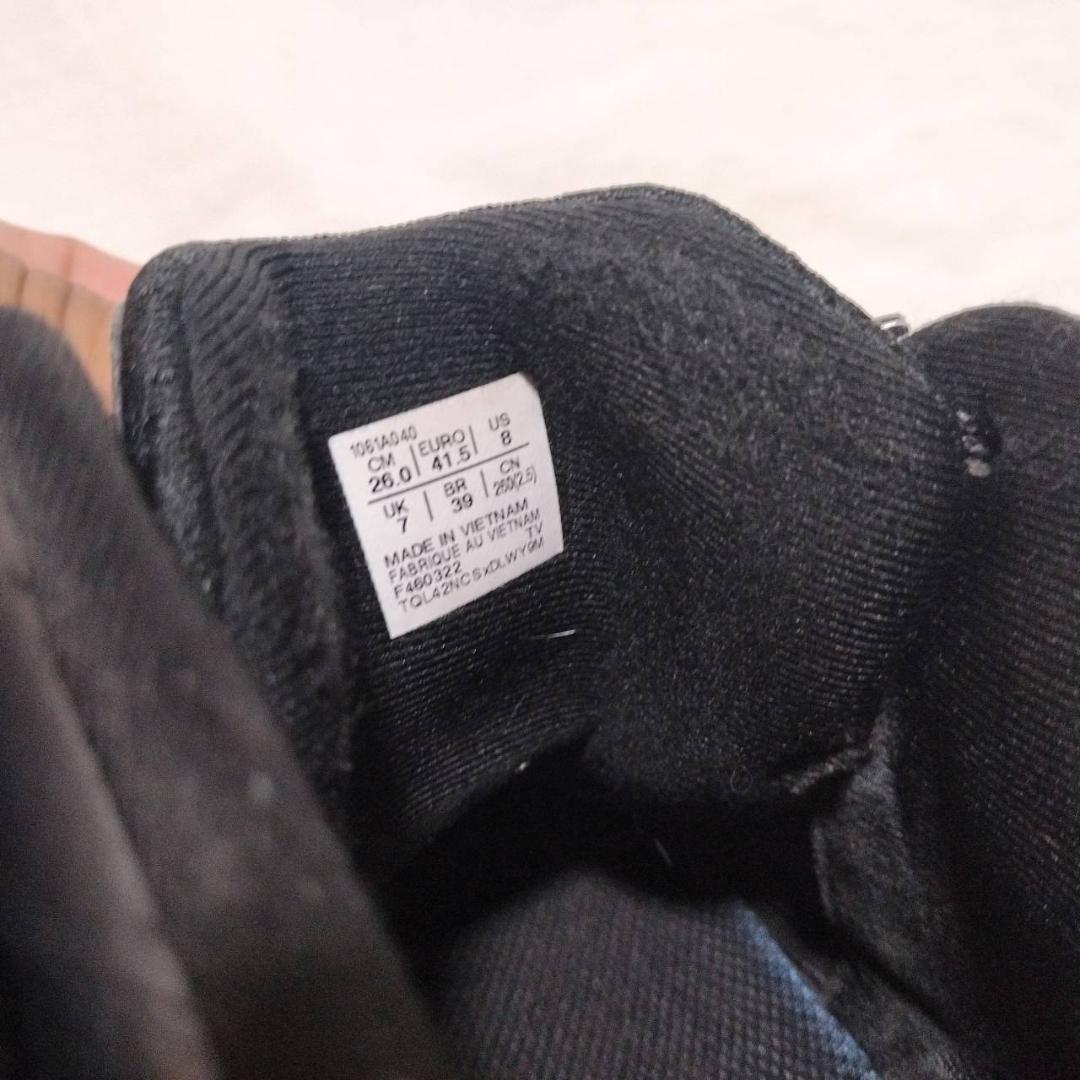 1061A040
CM EURO US
26.0 41.5 8
UK BR CN
7 39 260(2.5)
MADE IN VIETNAM
FABRIQUE AU VIETNAM
F460322 TV
TQL42NCSxDLWY9M